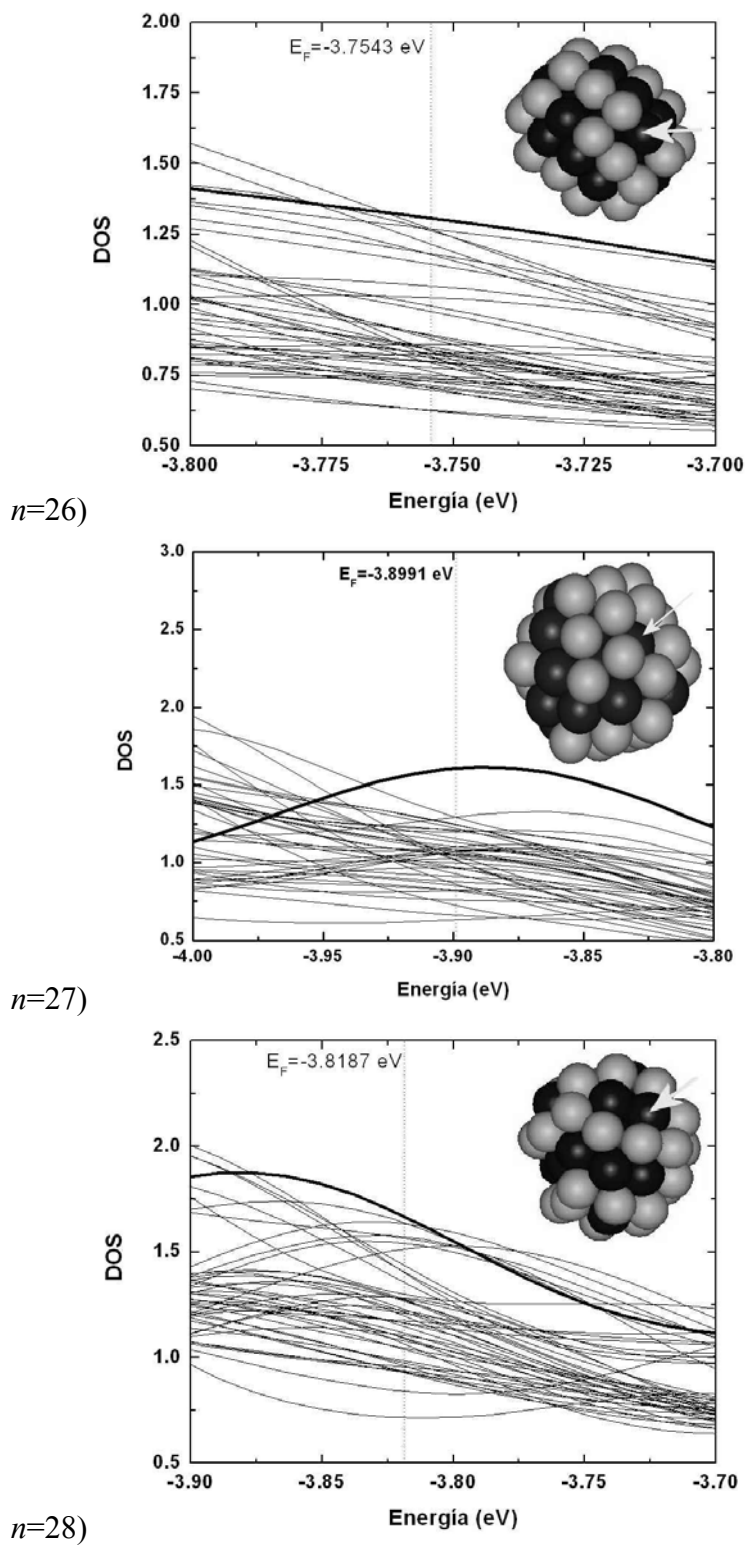 E_F=-3.7543 eV
2.00
1.75
1.50
1.25
1.00
0.75
0.50
DOS
-3.800
-3.775
-3.750
-3.725
-3.700
Energía (eV)
n=26)
E_F=-3.8991 eV
3.0
2.5
2.0
1.5
1.0
0.5
DOS
-4.00
-3.95
-3.90
-3.85
-3.80
Energía (eV)
n=27)
E_F=-3.8187 eV
2.5
2.0
1.5
1.0
0.5
DOS
-3.90
-3.85
-3.80
-3.75
-3.70
Energía (eV)
n=28)